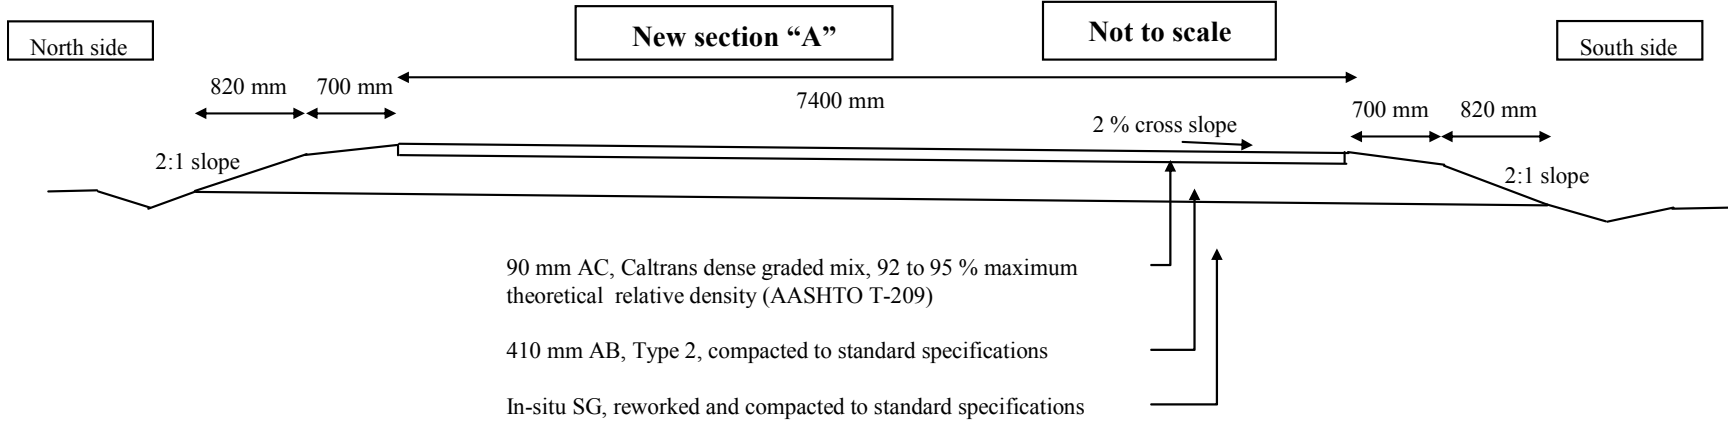 North side
New section “A”
Not to scale
South side
820 mm
700 mm
7400 mm
700 mm
820 mm
2 % cross slope
2:1 slope
2:1 slope
90 mm AC, Caltrans dense graded mix, 92 to 95 % maximum
theoretical relative density (AASHTO T-209)
410 mm AB, Type 2, compacted to standard specifications
In-situ SG, reworked and compacted to standard specifications